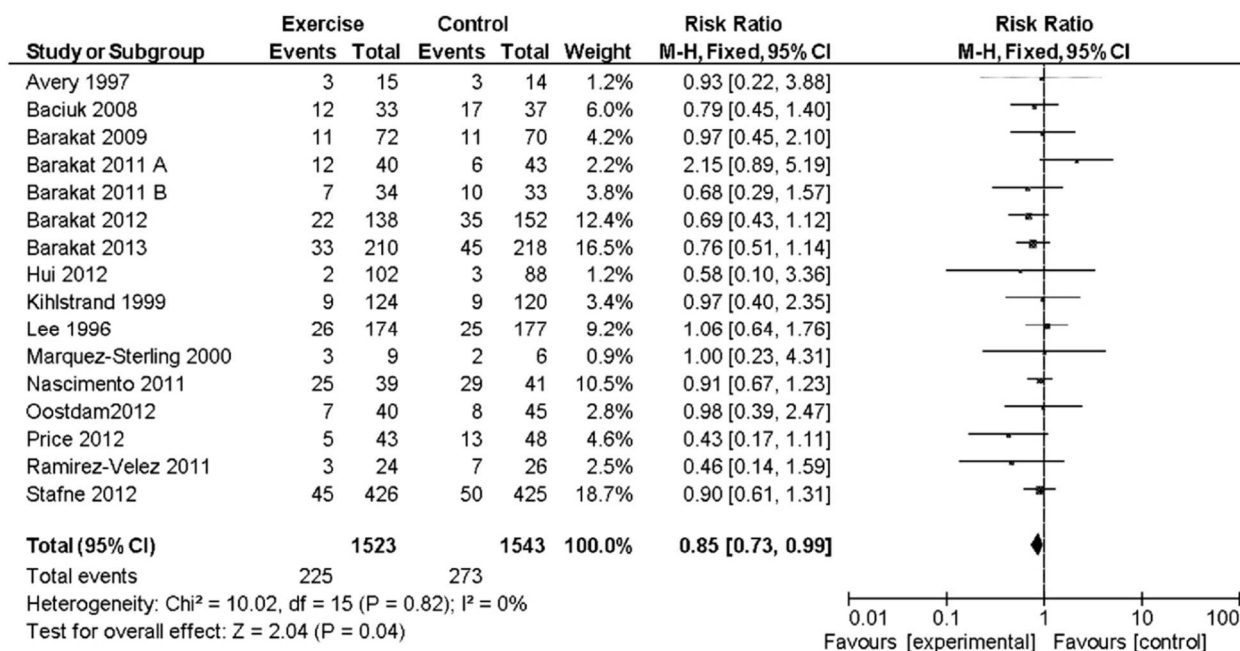 Exercise Control Risk Ratio Risk Ratio
Study or Subgroup Events Total Events Total Weight M-H, Fixed, 95% CI M-H, Fixed, 95% CI
Avery 1997 3 15 3 14 1.2% 0.93 [0.22, 3.88]
Baciuk 2008 12 33 17 37 6.0% 0.79 [0.45, 1.40]
Barakat 2009 11 72 11 70 4.2% 0.97 [0.45, 2.10]
Barakat 2011 A 12 40 6 43 2.2% 2.15 [0.89, 5.19]
Barakat 2011 B 7 34 10 33 3.8% 0.68 [0.29, 1.57]
Barakat 2012 22 138 35 152 12.4% 0.69 [0.43, 1.12]
Barakat 2013 33 210 45 218 16.5% 0.76 [0.51, 1.14]
Hui 2012 2 102 3 88 1.2% 0.58 [0.10, 3.36]
Kihlstrand 1999 9 124 9 120 3.4% 0.97 [0.40, 2.35]
Lee 1996 26 174 25 177 9.2% 1.06 [0.64, 1.76]
Marquez-Sterling 2000 3 9 2 6 0.9% 1.00 [0.23, 4.31]
Nascimento 2011 25 39 29 41 10.5% 0.91 [0.67, 1.23]
Oostdam2012 7 40 8 45 2.8% 0.98 [0.39, 2.47]
Price 2012 5 43 13 48 4.6% 0.43 [0.17, 1.11]
Ramirez-Velez 2011 3 24 7 26 2.5% 0.46 [0.14, 1.59]
Stafne 2012 45 426 50 425 18.7% 0.90 [0.61, 1.31]
Total (95% CI) 1523 1543 100.0% 0.85 [0.73, 0.99]
Total events 225 273
Heterogeneity: Chi² = 10.02, df = 15 (P = 0.82); I² = 0%
Test for overall effect: Z = 2.04 (P = 0.04)
0.01 0.1 1 10 100
Favours [experimental] Favours [control]